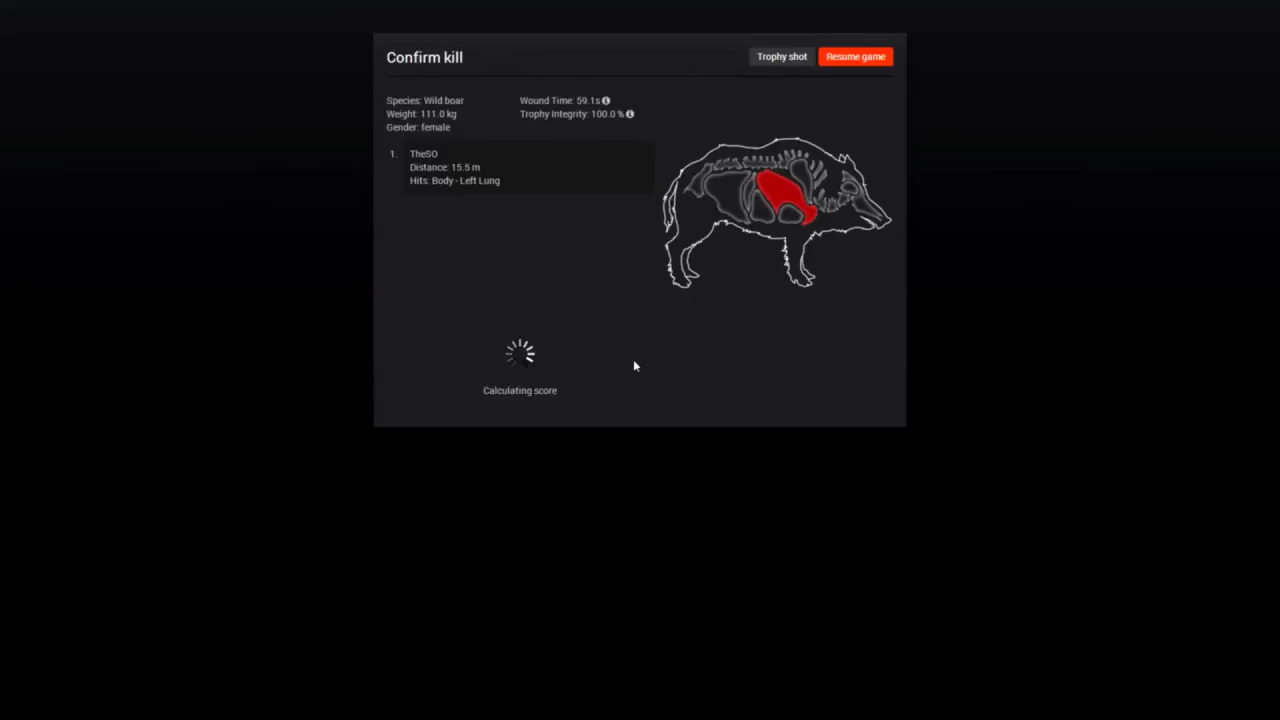 Confirm kill
Trophy shot
Resume game
Species: Wild boar
Weight: 111.0 kg
Gender: female
Wound Time: 59.1s
Trophy Integrity: 100.0 %
1.
TheSO
Distance: 15.5 m
Hits: Body - Left Lung
Calculating score